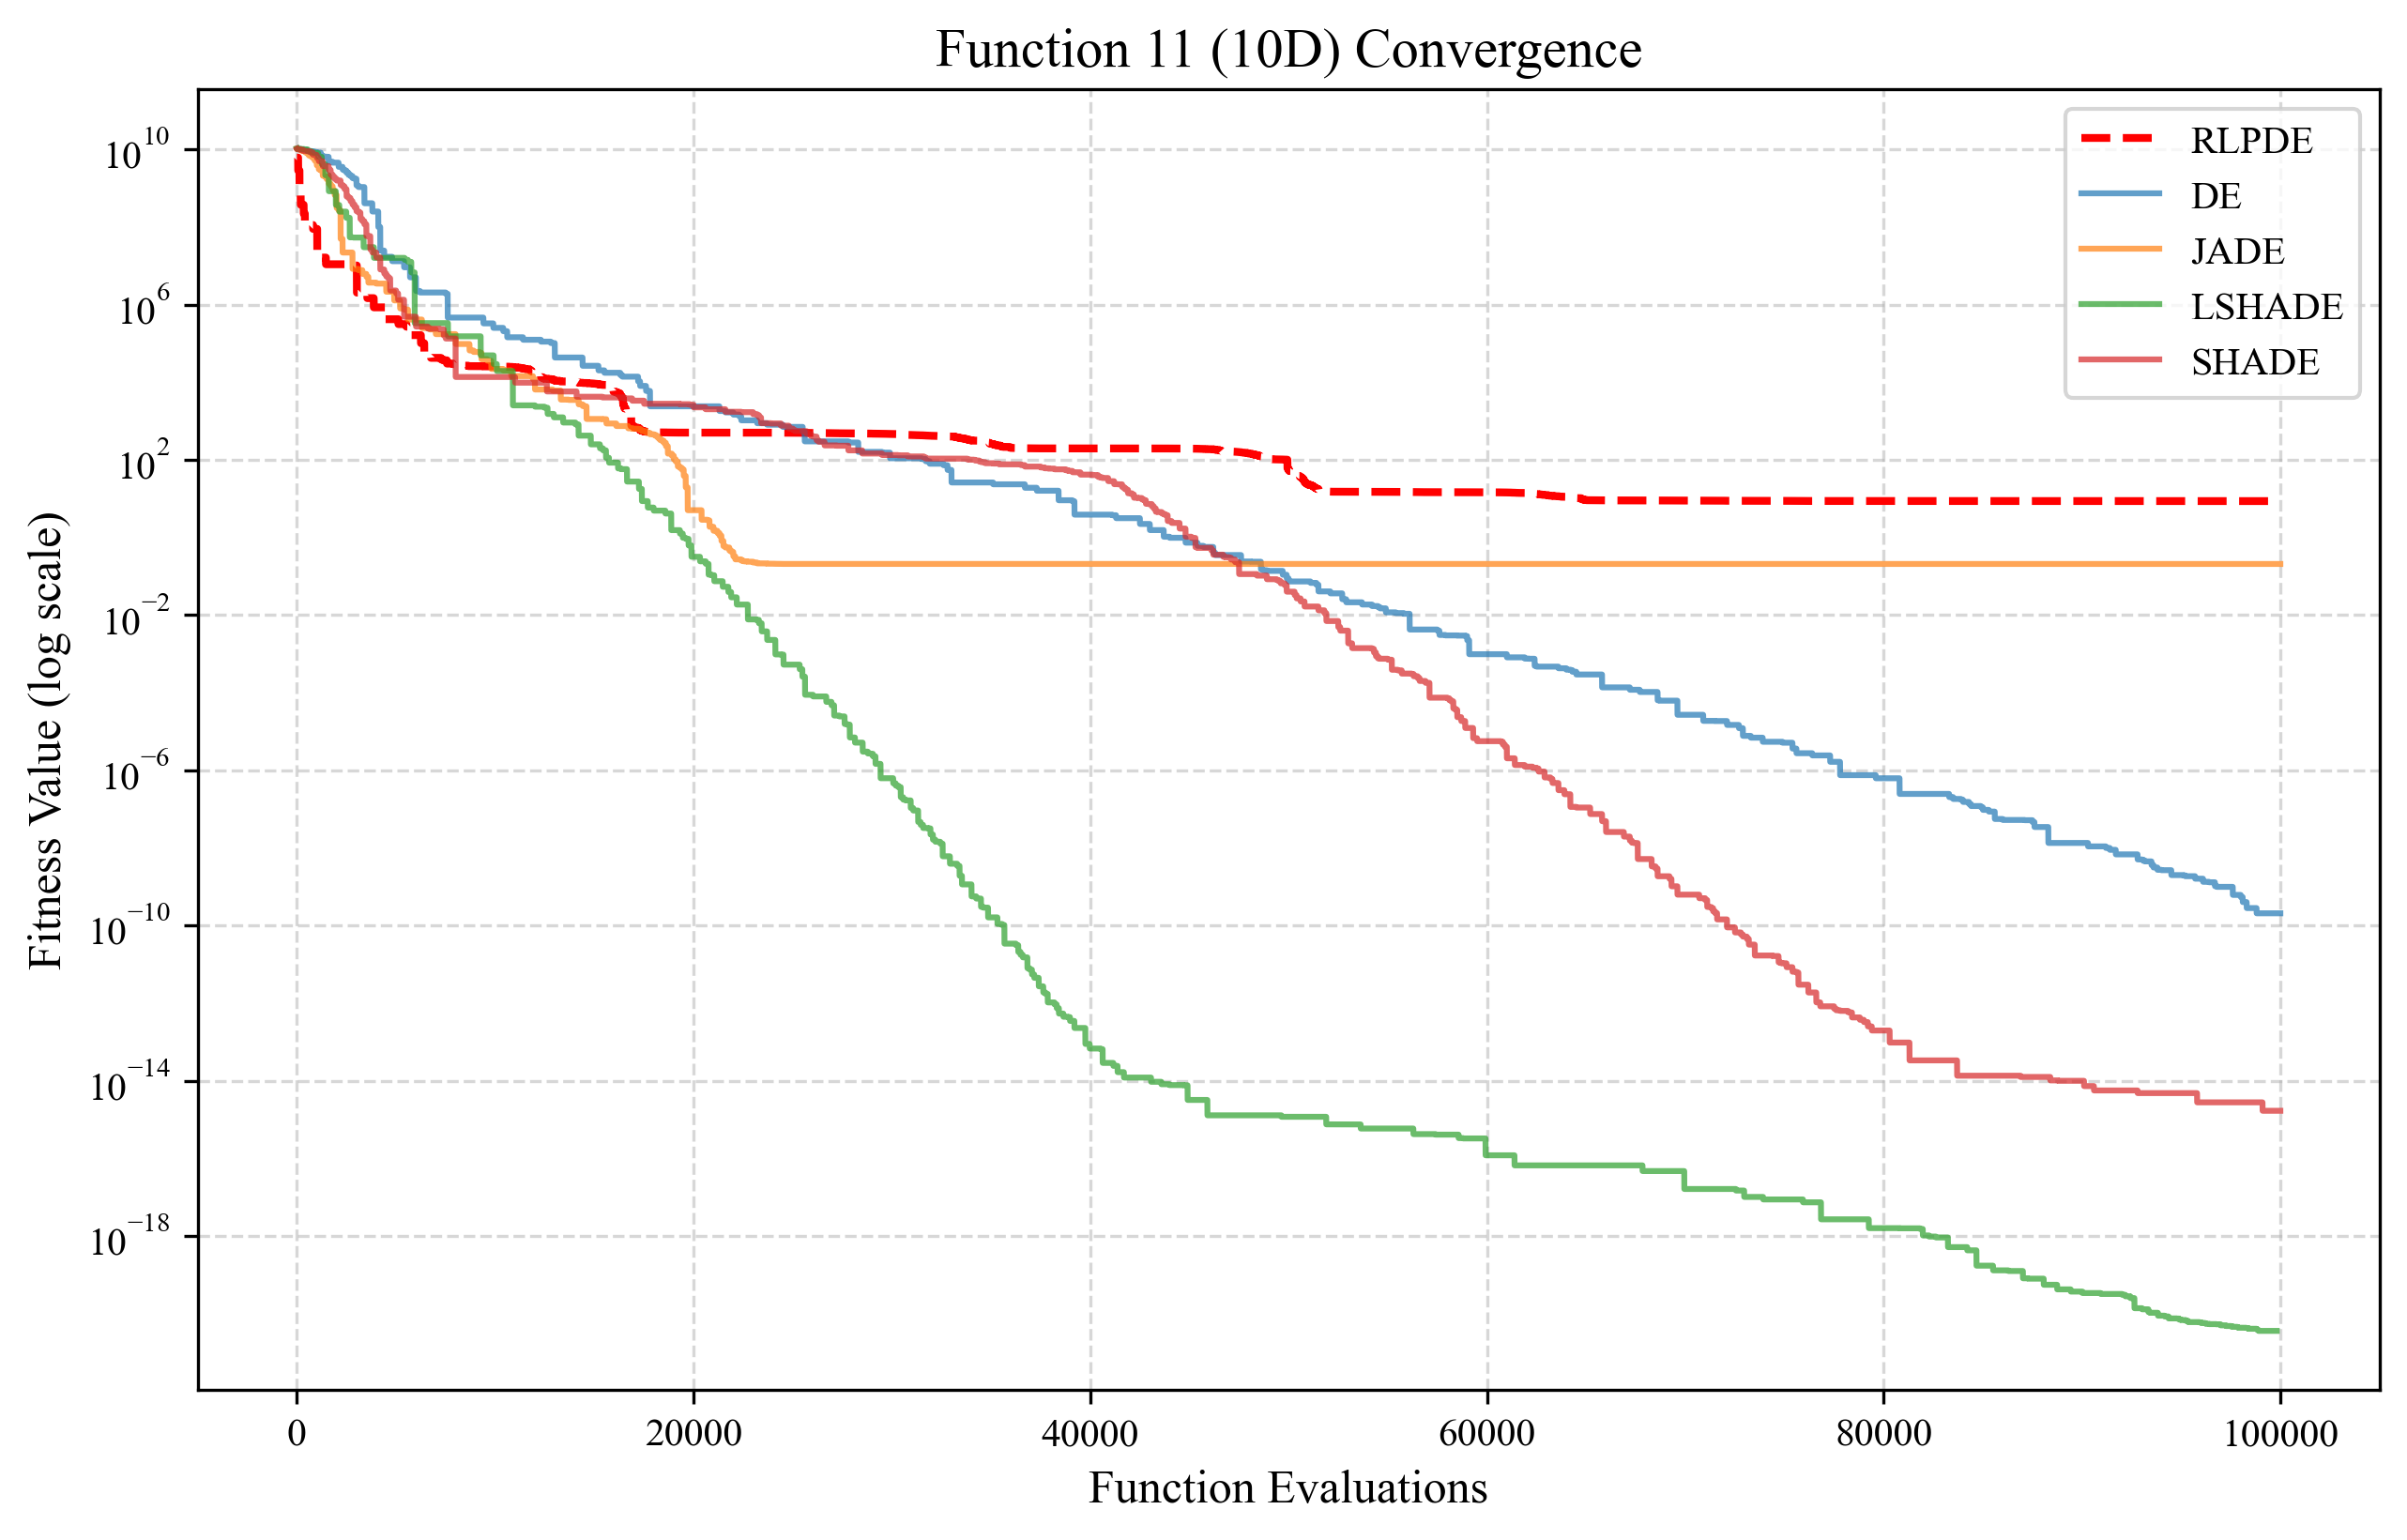 Function 11 (10D) Convergence
RLPDE
DE
JADE
LSHADE
SHADE
Fitness Value (log scale)
10^10
10^6
10^2
10^−2
10^−6
10^−10
10^−14
10^−18
0 20000 40000 60000 80000 100000
Function Evaluations